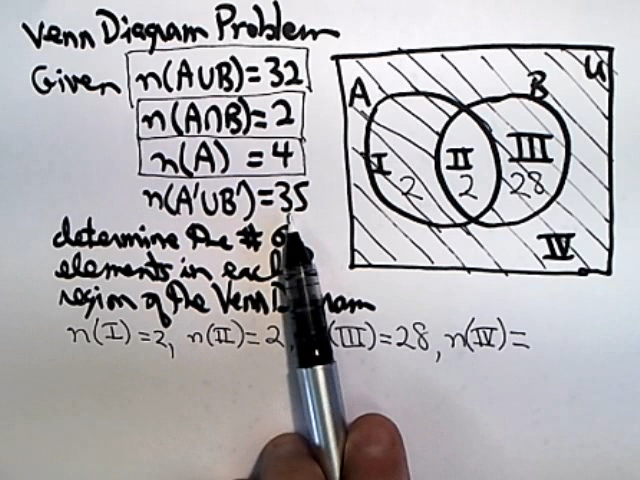 Venn Diagram Problem
Given n(A∪B)=32
n(A∩B)=2
n(A) =4
n(A'∪B')=35
determine the #
elements in each
region of the Venn Diagram
n(I)=2, n(II)=2, (III)=28, n(IV)=
U
A B
I II III
2 2 28
IV